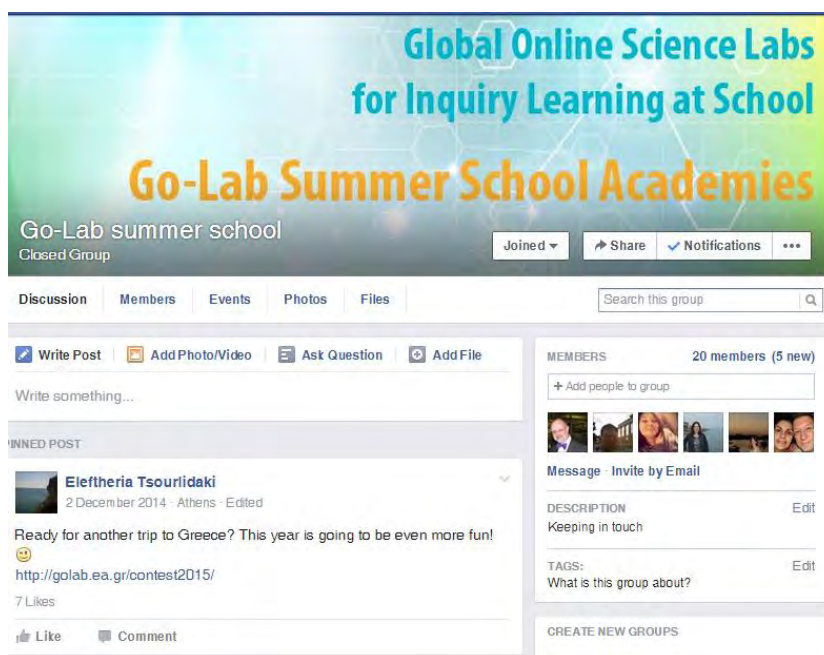 Global Online Science Labs
for Inquiry Learning at School
Go-Lab Summer School Academies
Go-Lab summer school
Closed Group
Joined
Share
Notifications
Discussion
Members
Events
Photos
Files
Search this group
Write Post
Add Photo/Video
Ask Question
Add File
Write something...
PINNED POST
Eleftheria Tsourlidaki
2 December 2014 · Athens · Edited
Ready for another trip to Greece? This year is going to be even more fun!
http://golab.ea.gr/contest2015/
7 Likes
Like
Comment
MEMBERS
20 members (5 new)
+ Add people to group
Message · Invite by Email
DESCRIPTION
Edit
Keeping in touch
TAGS:
Edit
What is this group about?
CREATE NEW GROUPS